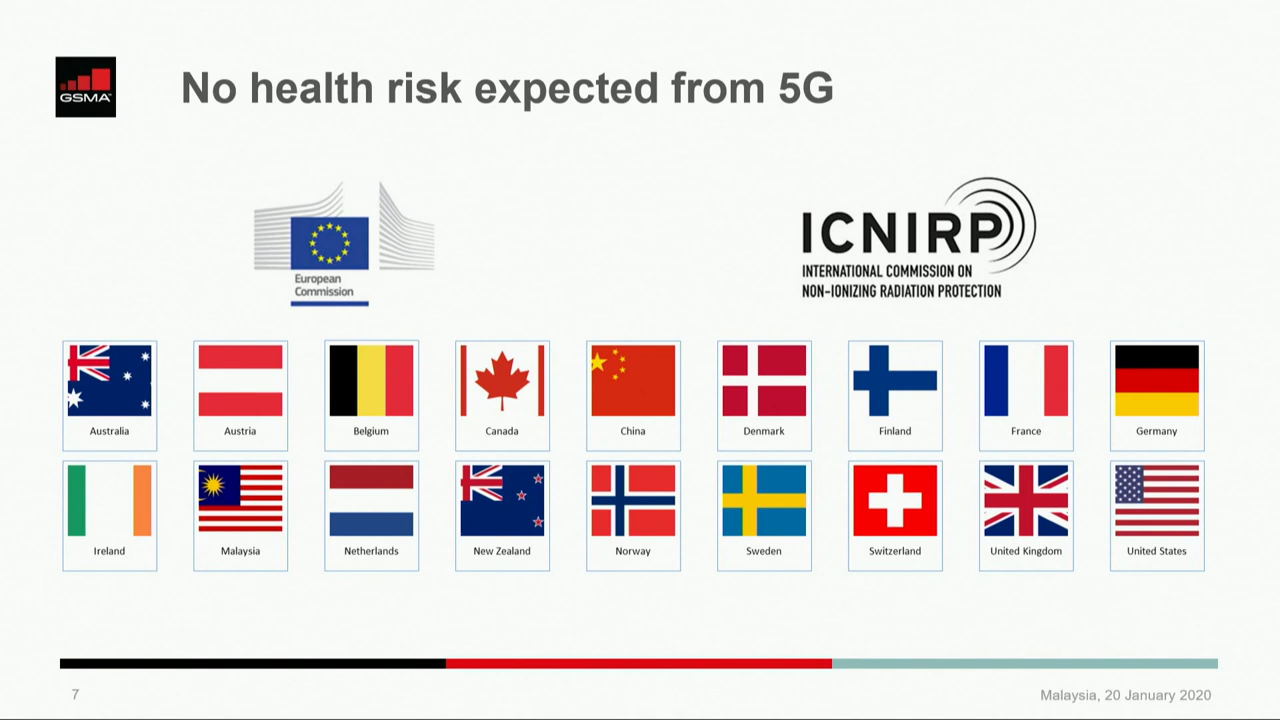 GSMA™
No health risk expected from 5G
European
Commission
ICNIRP
INTERNATIONAL COMMISSION ON
NON-IONIZING RADIATION PROTECTION
Australia
Austria
Belgium
Canada
China
Denmark
Finland
France
Germany
Ireland
Malaysia
Netherlands
New Zealand
Norway
Sweden
Switzerland
United Kingdom
United States
7
Malaysia, 20 January 2020